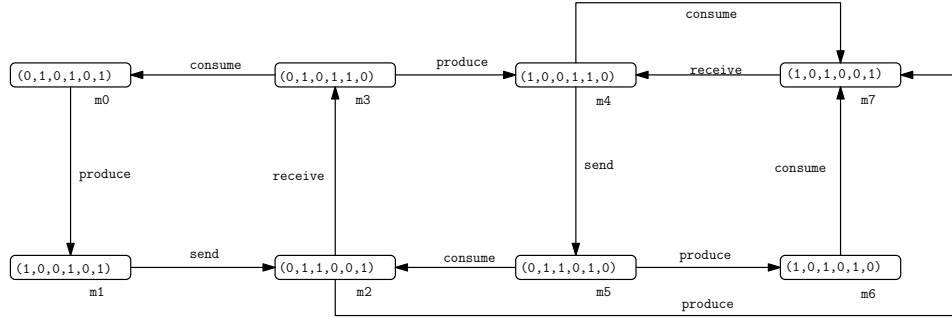 consume
(0,1,0,1,0,1)
consume
(0,1,0,1,1,0)
produce
(1,0,0,1,1,0)
receive
(1,0,1,0,0,1)
m0
m3
m4
m7
produce
receive
send
consume
(1,0,0,1,0,1)
send
(0,1,1,0,0,1)
consume
(0,1,1,0,1,0)
produce
(1,0,1,0,1,0)
m1
m2
m5
m6
produce